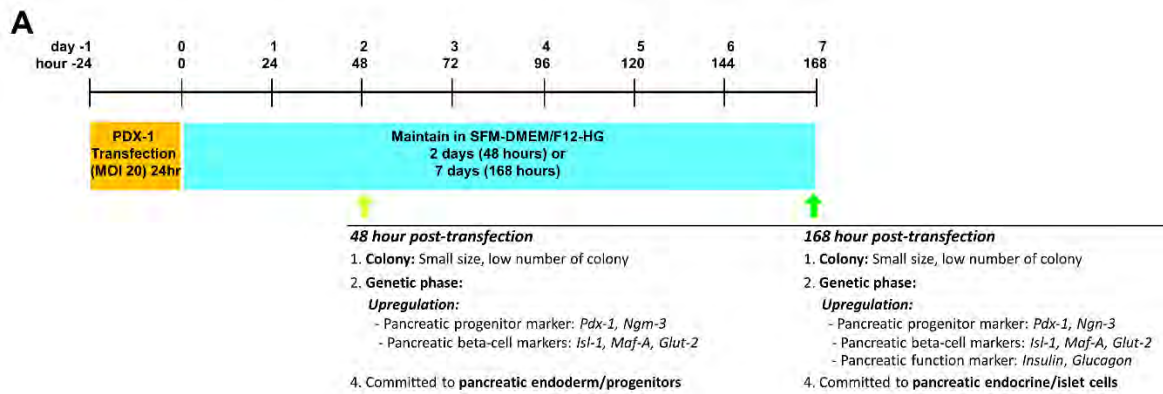 A
day -1 0 1 2 3 4 5 6 7
hour -24 0 24 48 72 96 120 144 168
PDX-1
Transfection
(MOI 20) 24hr
Maintain in SFM-DMEM/F12-HG
2 days (48 hours) or
7 days (168 hours)
48 hour post-transfection
1. Colony: Small size, low number of colony
2. Genetic phase:
Upregulation:
- Pancreatic progenitor marker: Pdx-1, Ngm-3
- Pancreatic beta-cell markers: Isl-1, Maf-A, Glut-2
4. Committed to pancreatic endoderm/progenitors
168 hour post-transfection
1. Colony: Small size, low number of colony
2. Genetic phase:
Upregulation:
- Pancreatic progenitor marker: Pdx-1, Ngn-3
- Pancreatic beta-cell markers: Isl-1, Maf-A, Glut-2
- Pancreatic function marker: Insulin, Glucagon
4. Committed to pancreatic endocrine/islet cells